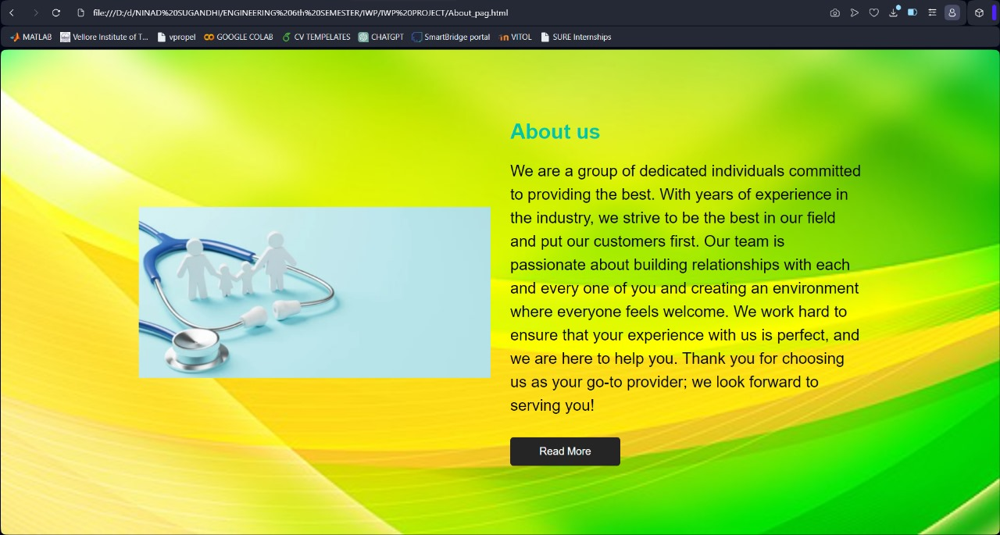 file:///D:/d/NINAD%20SUGANDHI/ENGINEERING%206th%20SEMESTER/IWP/IWP%20PROJECT/About_pag.html
MATLAB Vellore Institute of T... vpropel GOOGLE COLAB CV TEMPELATES CHATGPT SmartBridge portal VITOL SURE Internships
About us
We are a group of dedicated individuals committed
to providing the best. With years of experience in
the industry, we strive to be the best in our field
and put our customers first. Our team is
passionate about building relationships with each
and every one of you and creating an environment
where everyone feels welcome. We work hard to
ensure that your experience with us is perfect, and
we are here to help you. Thank you for choosing
us as your go-to provider; we look forward to
serving you!
Read More